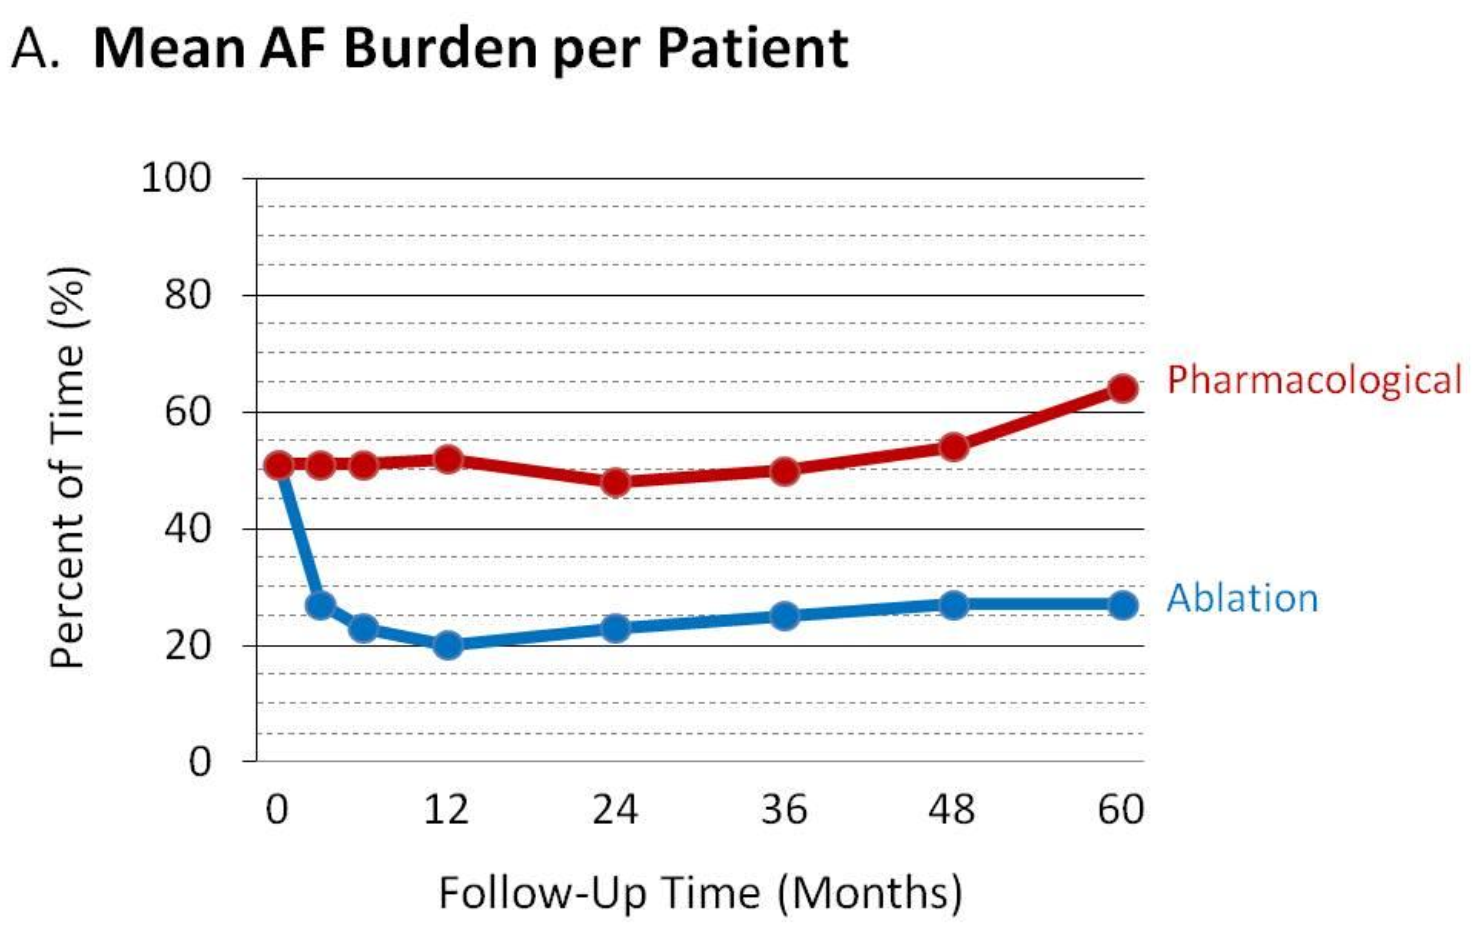 A. Mean AF Burden per Patient
Percent of Time (%)
100
80
60
40
20
0
0 12 24 36 48 60
Follow-Up Time (Months)
Pharmacological
Ablation